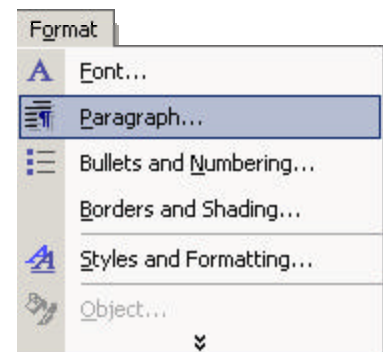 Format
Font...
Paragraph...
Bullets and Numbering...
Borders and Shading...
Styles and Formatting...
Object...